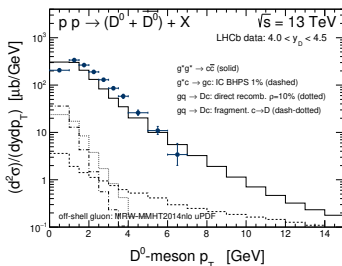 p p → (D⁰ + D̅⁰) + X √s = 13 TeV
LHCb data: 4.0 < y_D < 4.5
g*g* → cc̅ (solid)
g*c → gc: IC BHPS 1% (dashed)
gq → Dc: direct recomb. ρ=10% (dotted)
gq → Dc: fragment. c→D (dash-dotted)
(d²σ)/(dydp_T) [μb/GeV]
10³
10²
10
1
10⁻¹
off-shell gluon: MRW-MMHT2014nlo uPDF
0 2 4 6 8 10 12 14
D⁰-meson p_T [GeV]